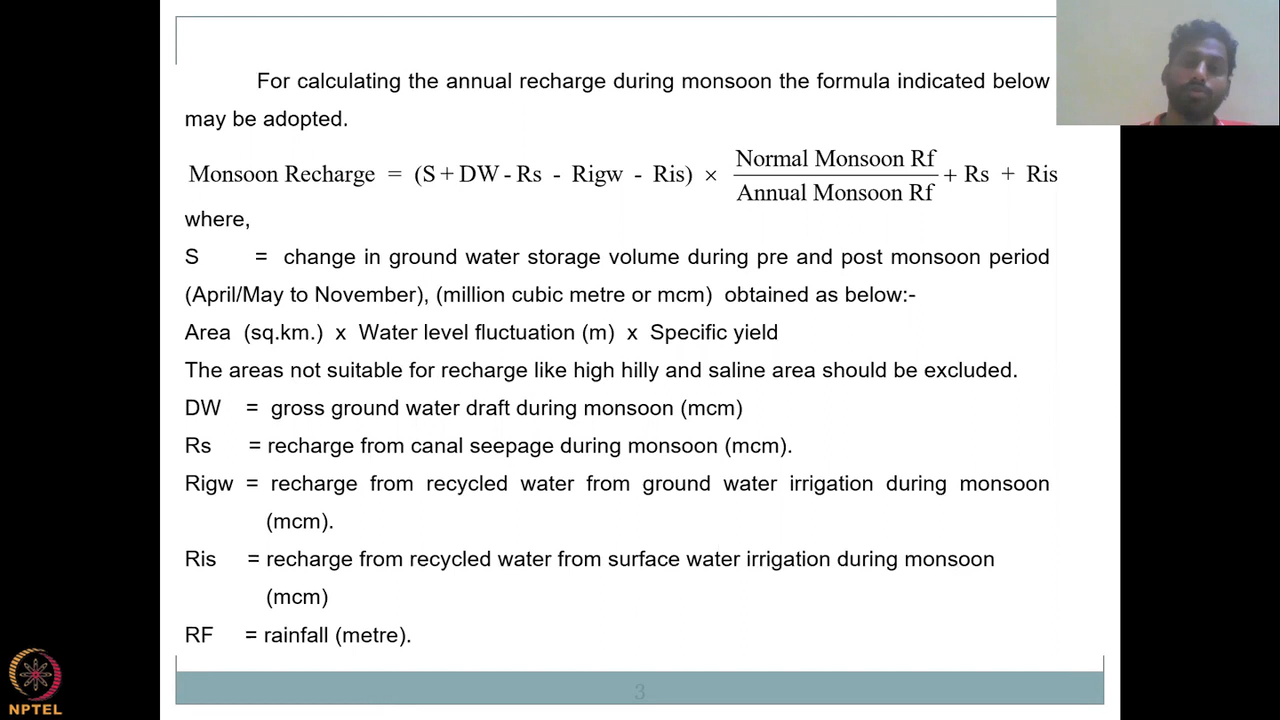 For calculating the annual recharge during monsoon the formula indicated below
may be adopted.
Monsoon Recharge = (S + DW - Rs - Rigw - Ris) × Normal Monsoon Rf / Annual Monsoon Rf + Rs + Ris
where,
S = change in ground water storage volume during pre and post monsoon period
(April/May to November), (million cubic metre or mcm) obtained as below:-
Area (sq.km.) x Water level fluctuation (m) x Specific yield
The areas not suitable for recharge like high hilly and saline area should be excluded.
DW = gross ground water draft during monsoon (mcm)
Rs = recharge from canal seepage during monsoon (mcm).
Rigw = recharge from recycled water from ground water irrigation during monsoon
(mcm).
Ris = recharge from recycled water from surface water irrigation during monsoon
(mcm)
RF = rainfall (metre).
3
NPTEL